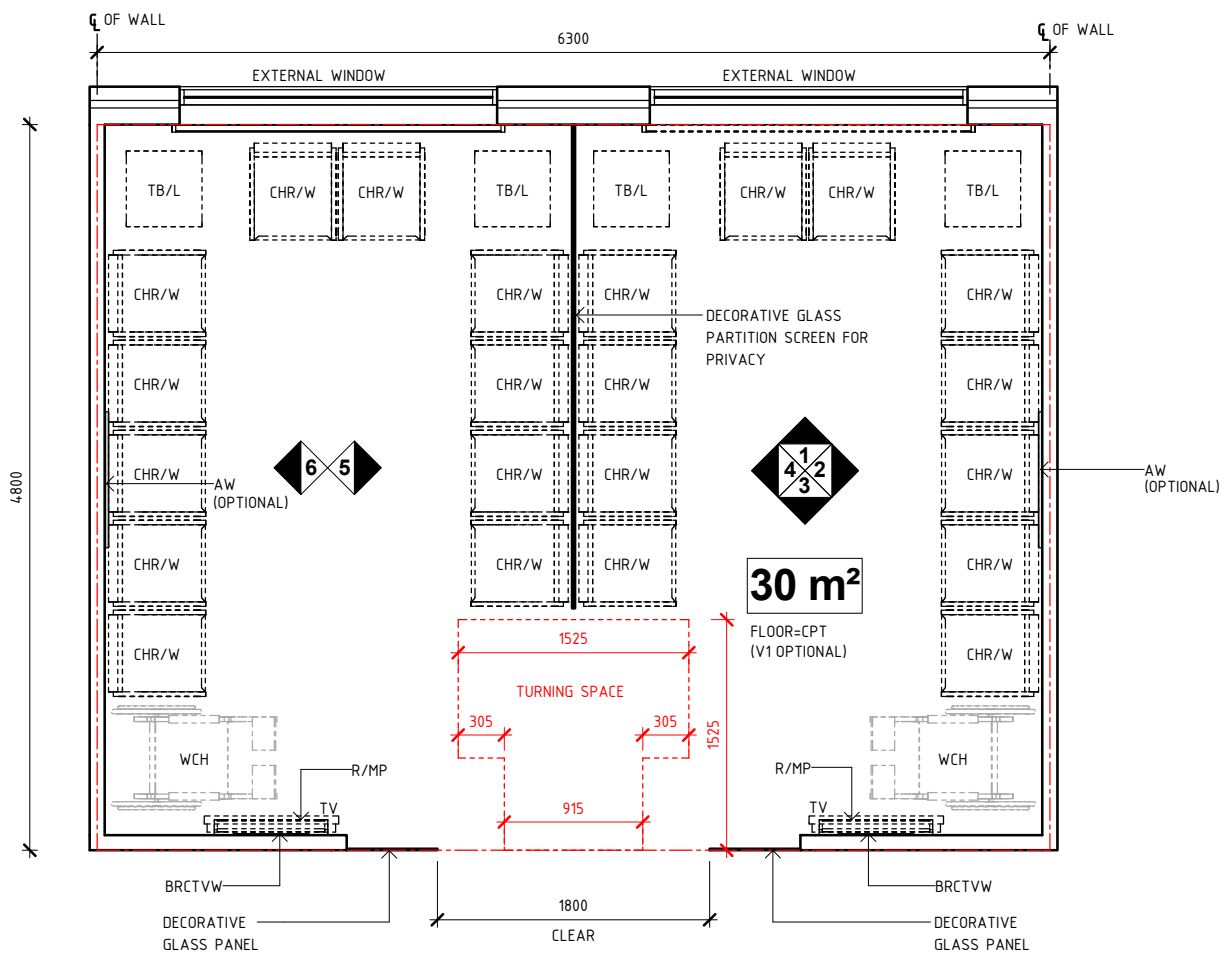 ℄ OF WALL
℄ OF WALL
6300
EXTERNAL WINDOW
EXTERNAL WINDOW
TB/L
CHR/W
CHR/W
TB/L
TB/L
CHR/W
CHR/W
TB/L
CHR/W
CHR/W
CHR/W
CHR/W
DECORATIVE GLASS
PARTITION SCREEN FOR
PRIVACY
CHR/W
CHR/W
CHR/W
CHR/W
4800
CHR/W
CHR/W
CHR/W
CHR/W
6 5
1
4 2
3
AW
(OPTIONAL)
AW
(OPTIONAL)
CHR/W
CHR/W
CHR/W
CHR/W
30 m²
FLOOR=CPT
(V1 OPTIONAL)
CHR/W
CHR/W
1525
TURNING SPACE
305
305
1525
WCH
WCH
R/MP
R/MP
TV
TV
915
BRCTVW
BRCTVW
DECORATIVE
GLASS PANEL
1800
CLEAR
DECORATIVE
GLASS PANEL